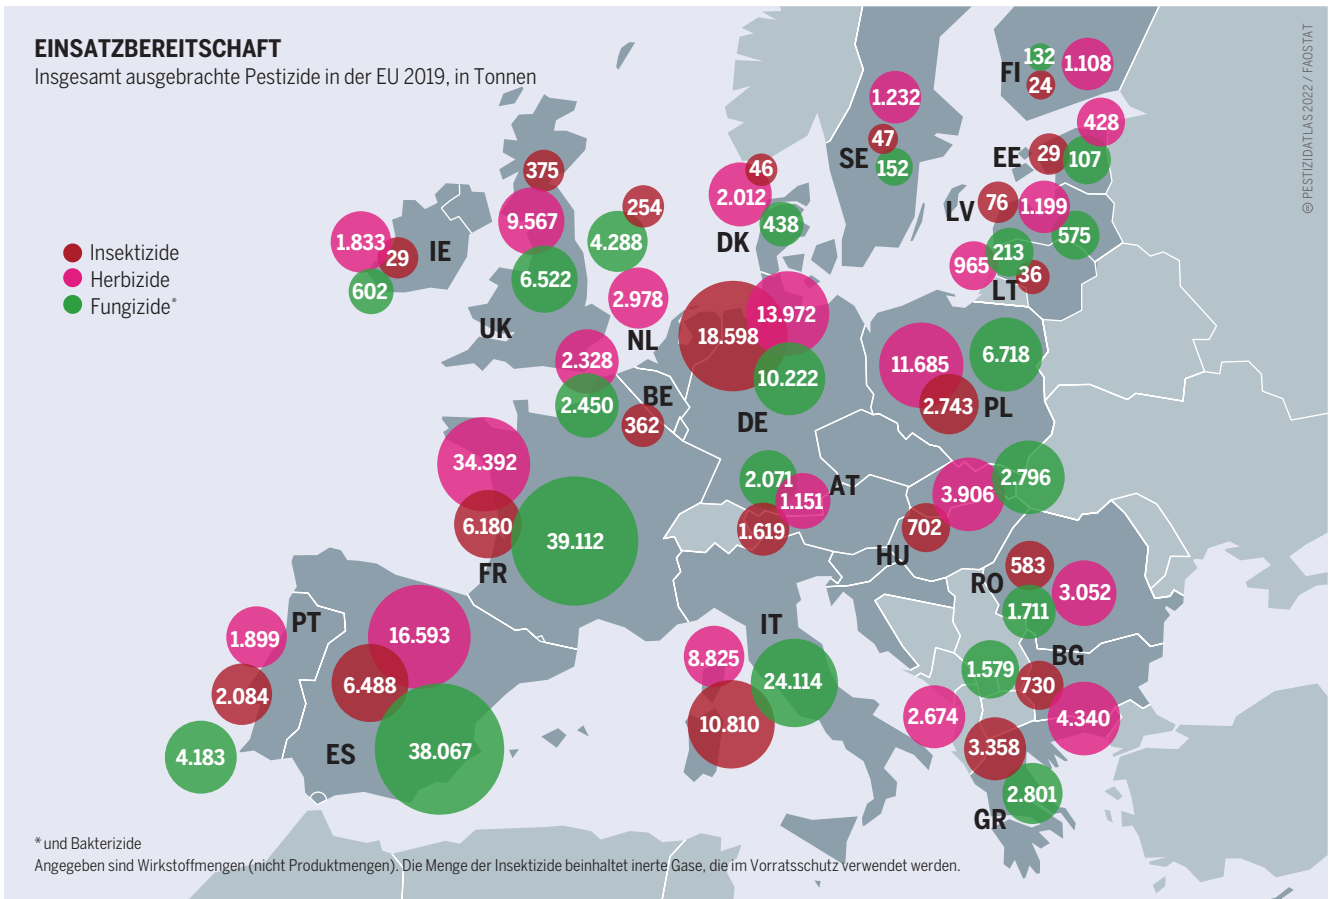 EINSATZBEREITSCHAFT
Insgesamt ausgebrachte Pestizide in der EU 2019, in Tonnen
© PESTIZIDATLAS 2022 / FAOSTAT
Insektizide
Herbizide
Fungizide*
FI
132
1.108
24
SE
1.232
47
152
EE
428
29
107
LV
76
1.199
575
LT
965
213
36
DK
46
2.012
438
IE
1.833
29
602
UK
375
9.567
6.522
NL
254
4.288
2.978
BE
2.328
2.450
362
DE
18.598
13.972
10.222
PL
11.685
6.718
2.743
FR
34.392
6.180
39.112
AT
2.071
1.151
1.619
HU
3.906
2.796
702
RO
583
3.052
1.711
PT
1.899
2.084
4.183
ES
16.593
6.488
38.067
IT
8.825
24.114
10.810
BG
1.579
730
4.340
GR
2.674
3.358
2.801
* und Bakterizide
Angegeben sind Wirkstoffmengen (nicht Produktmengen). Die Menge der Insektizide beinhaltet inerte Gase, die im Vorratsschutz verwendet werden.